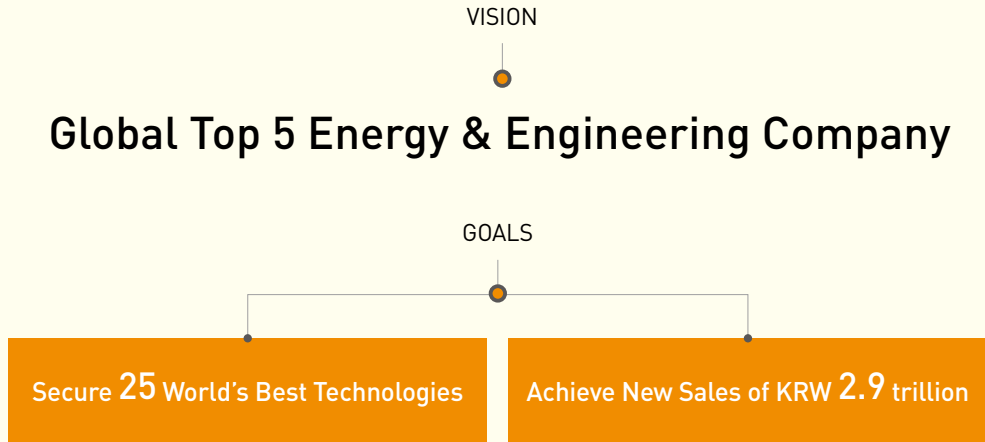 VISION
Global Top 5 Energy & Engineering Company
GOALS
Secure 25 World's Best Technologies
Achieve New Sales of KRW 2.9 trillion